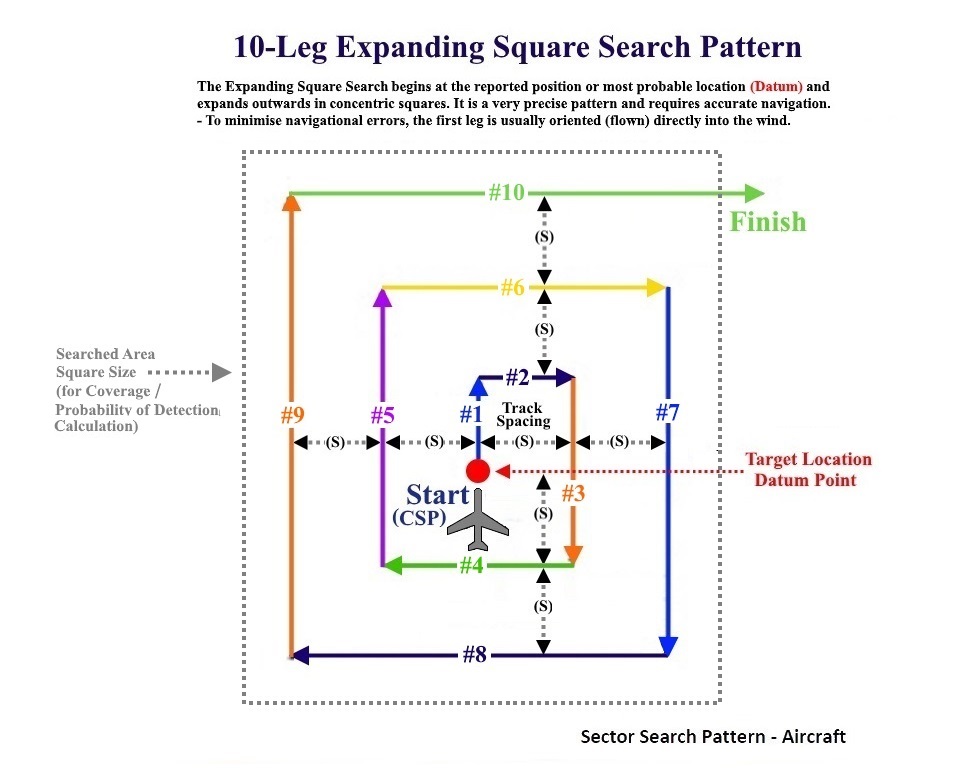 10-Leg Expanding Square Search Pattern
The Expanding Square Search begins at the reported position or most probable location (Datum) and
expands outwards in concentric squares. It is a very precise pattern and requires accurate navigation.
- To minimise navigational errors, the first leg is usually oriented (flown) directly into the wind.
#10
Finish
(S)
#6
(S)
Searched Area
Square Size
(for Coverage /
Probability of Detection
Calculation)
#2
#9
#5
#1
Track
Spacing
#7
(S)
(S)
(S)
(S)
Target Location
Datum Point
Start
(CSP)
#3
(S)
#4
(S)
#8
Sector Search Pattern - Aircraft